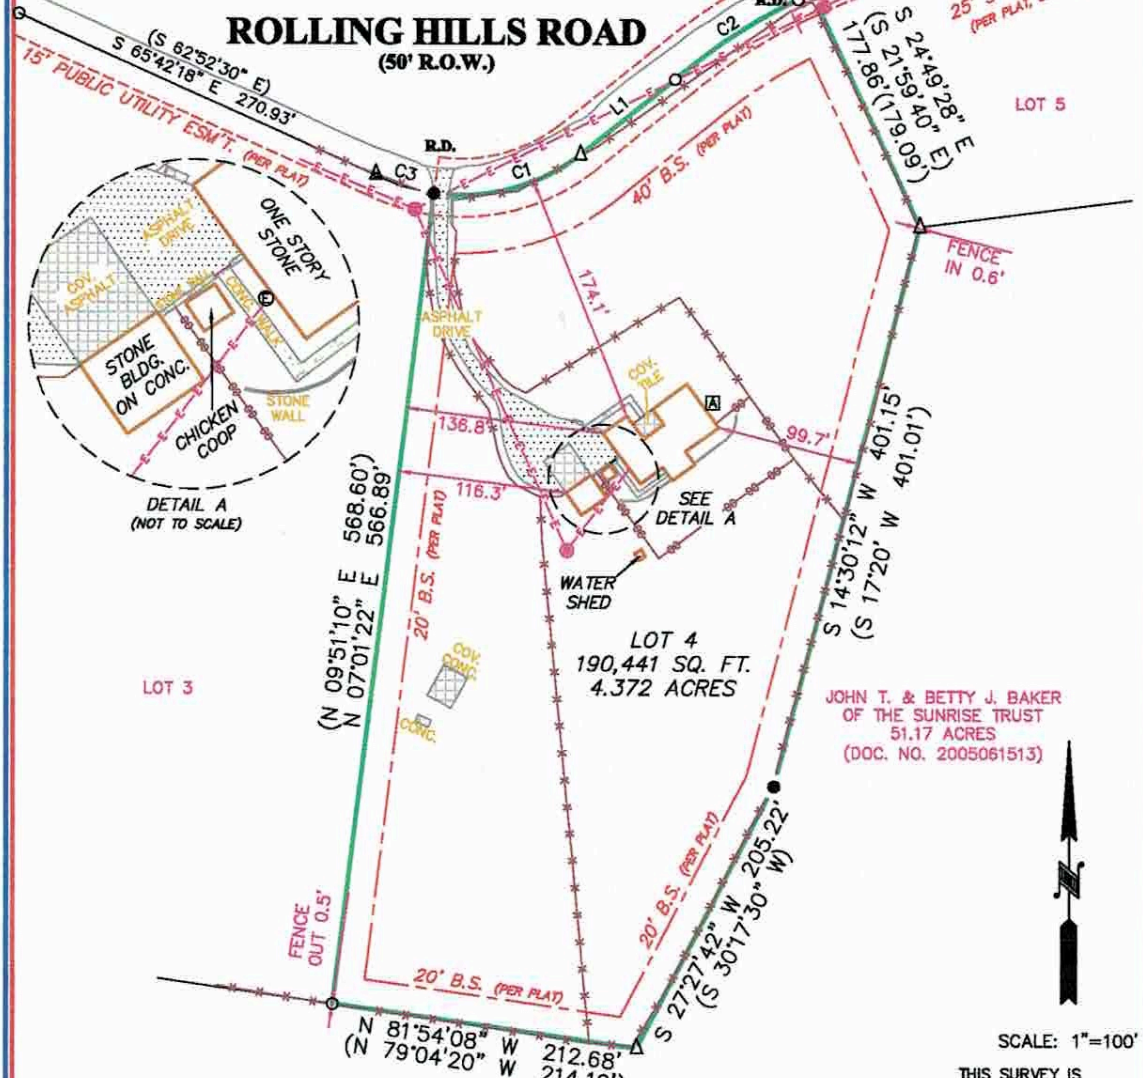 ROLLING HILLS ROAD
(50' R.O.W.)
(S 62°52'30" E)
S 65°42'18" E 270.93'
15' PUBLIC UTILITY ESM'T. (PER PLAT)
R.D.
R.D.
C3
C1
L1
C2
S 24°49'28" E
(S 21°59'40" E)
177.86'(179.09')
25'
(PER PLAT,
LOT 5
40' B.S. (PER PLAT)
FENCE
IN 0.6'
174.1'
ASPHALT
DRIVE
ONE STORY
STONE
COV.
ASPHALT
STONE WALL
CONC. WALK
E
STONE
BLDG.
ON CONC.
CHICKEN
COOP
STONE
WALL
DETAIL A
(NOT TO SCALE)
ASPHALT
DRIVE
COV.
TILE
A
136.8'
99.7'
116.3'
SEE
DETAIL A
WATER
SHED
(N 09°51'10" E 568.60')
N 07°01'22" E 566.89'
20' B.S. (PER PLAT)
S 14°30'12" W 401.15'
(S 17°20' W 401.01')
LOT 4
190,441 SQ. FT.
4.372 ACRES
COV.
CONC.
CONC.
LOT 3
JOHN T. & BETTY J. BAKER
OF THE SUNRISE TRUST
51.17 ACRES
(DOC. NO. 2005061513)
20' B.S. (PER PLAT)
S 27°27'42" W 205.22'
(S 30°17'30" W)
FENCE
OUT 0.5'
20' B.S. (PER PLAT)
N 81°54'08" W 212.68'
(N 79°04'20" W 214.10')
N
SCALE: 1"=100'
THIS SURVEY IS